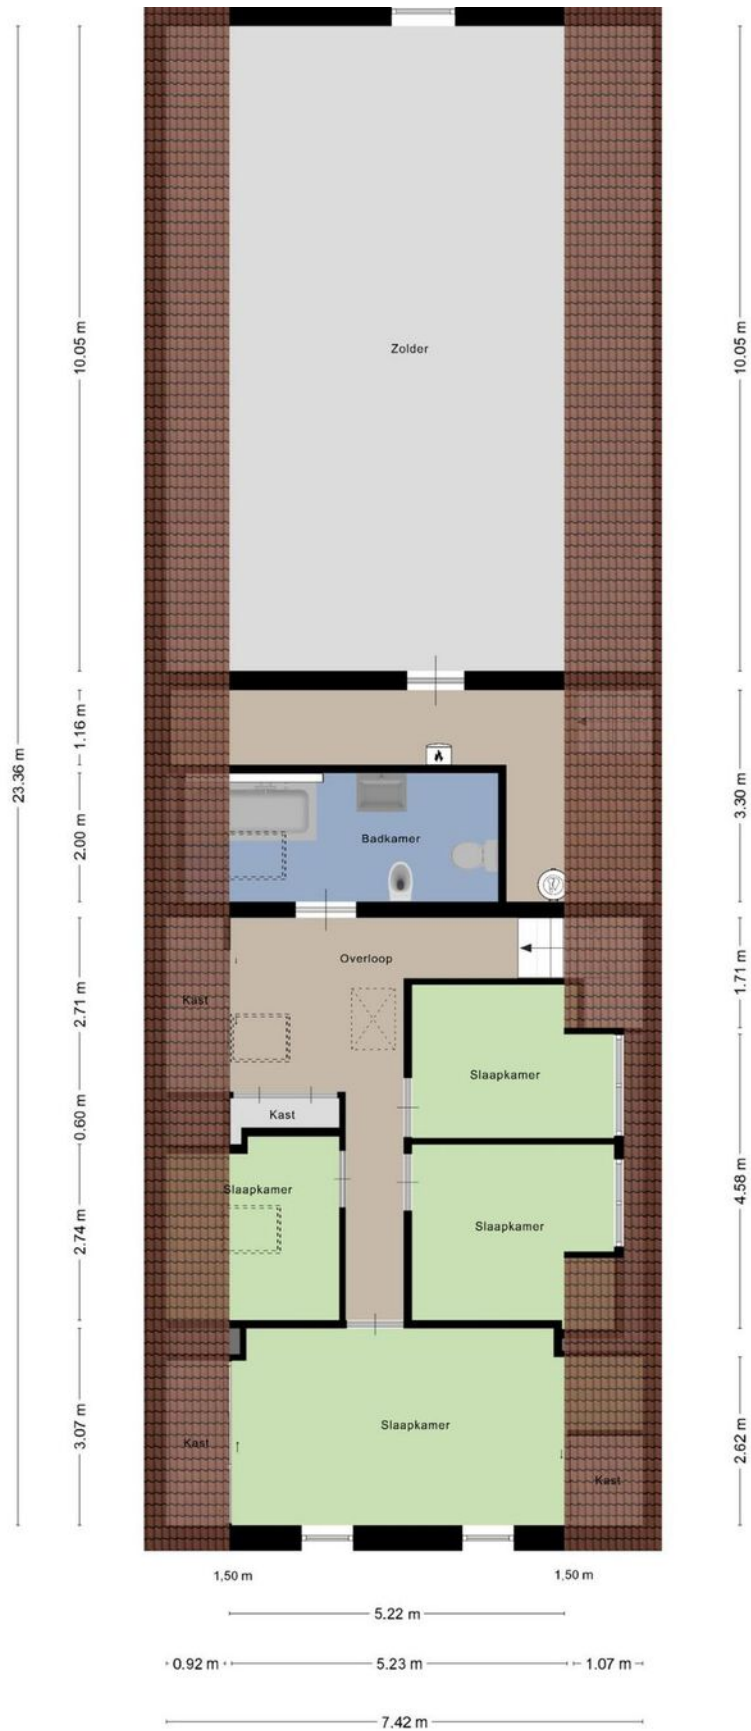 Zolder
10.05 m
10.05 m
23.36 m
1.16 m
3.30 m
2.00 m
Badkamer
Overloop
Kast
2.71 m
1.71 m
Slaapkamer
Kast
0.60 m
Slaapkamer
Slaapkamer
4.58 m
2.74 m
Slaapkamer
3.07 m
Kast
Kast
2.62 m
1,50 m
1,50 m
5.22 m
0.92 m
5.23 m
1.07 m
7.42 m